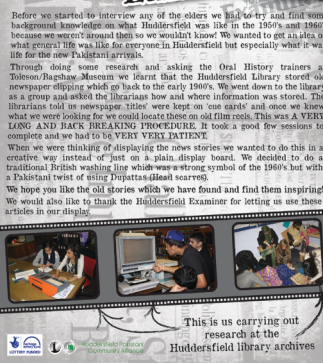 Before we started to interview any of the elders we had to try and find som
background knowledge on what Huddersfield was like in the 1950's and 1960'
because we weren't around then so we wouldn't know! We wanted to get an idea o
what general life was like for everyone in Huddersfield but especially what it wa
life for the new Pakistani arrivals.
Through doing some research and asking the Oral History trainers a
Toleson/Bagshaw Museum we learnt that the Huddersfield Library stored ol
newspaper clipping which go back to the early 1900's. We went down to the library
as a group and asked the librarians how and where information was stored. The
librarians told us newspaper 'titles' were kept on 'cone cards' and once we knew
what we were looking for we could locate these on old film reels. This was A VERY
LONG AND BACK BREAKING PROCEDURE. It took a good few sessions to
complete and we had to be VERY VERY PATIENT.
When we were thinking of displaying the news stories we wanted to do this in a
creative way instead of just on a plain display board. We decided to do a
traditional British washing line which was a strong symbol of the 1960's but with
a Pakistani twist of using Dupattas (Head scarves).
We hope you like the old stories which we have found and find them inspiring!
We would also like to thank the Huddersfield Examiner for letting us use these
articles in our display.
This is us carrying out
research at the
Huddersfield library archives
LOTTERY FUNDED
Huddersfield Pakistani
Community Alliance